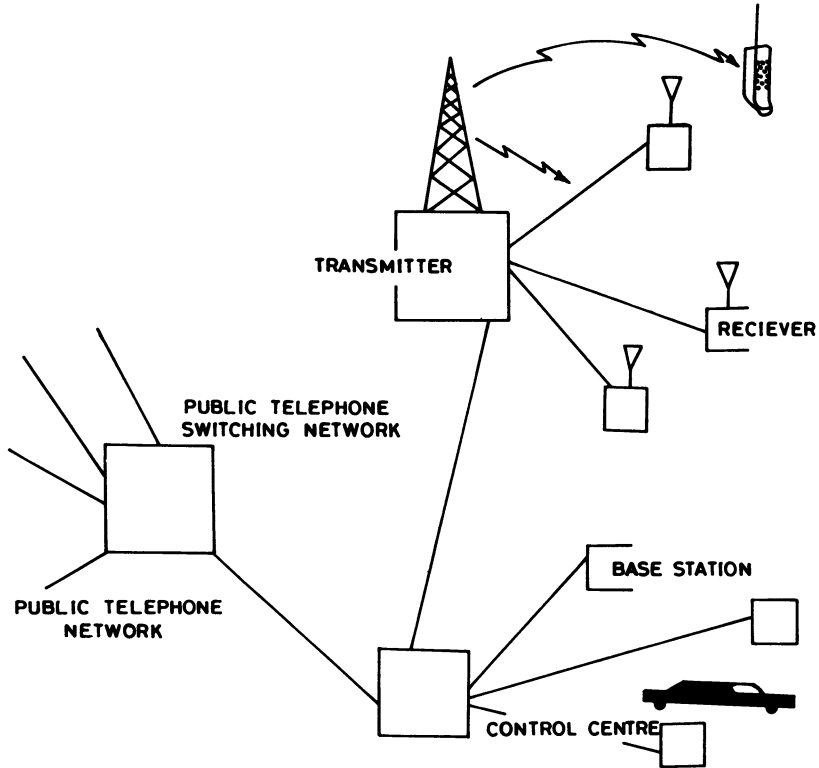 TRANSMITTER
RECIEVER
PUBLIC TELEPHONE
SWITCHING NETWORK
BASE STATION
PUBLIC TELEPHONE
NETWORK
CONTROL CENTRE